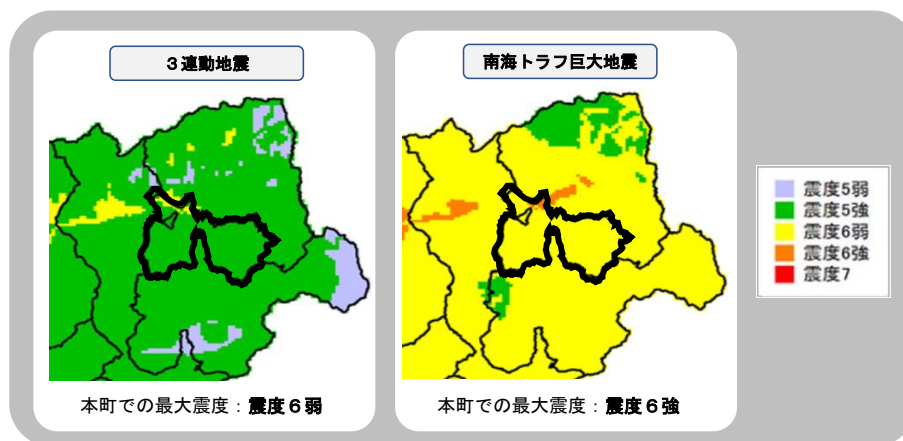 ３連動地震
本町での最大震度：震度６弱
南海トラフ巨大地震
本町での最大震度：震度６強
震度5弱
震度5強
震度6弱
震度6強
震度7